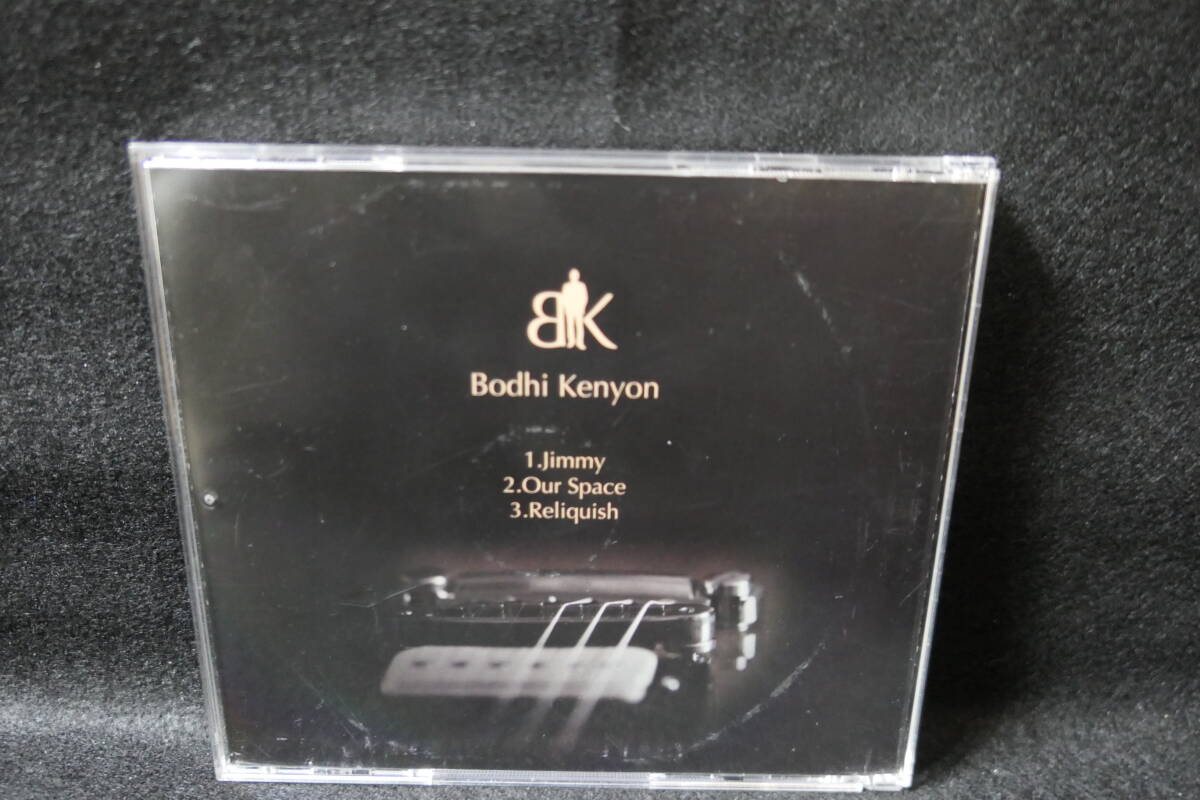 BK
Bodhi Kenyon
1.Jimmy
2.Our Space
3.Reliquish